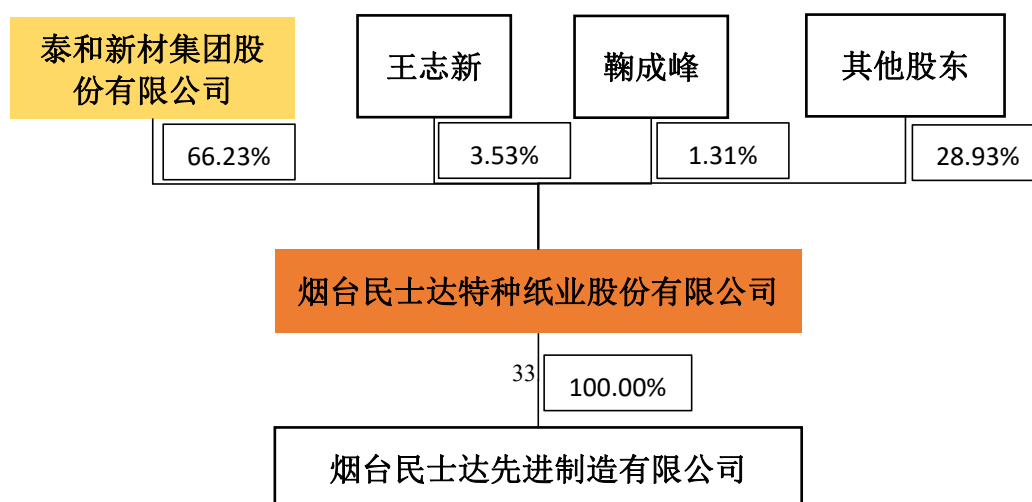 泰和新材集团股
份有限公司
王志新
鞠成峰
其他股东
66.23%
3.53%
1.31%
28.93%
烟台民士达特种纸业股份有限公司
33
100.00%
烟台民士达先进制造有限公司